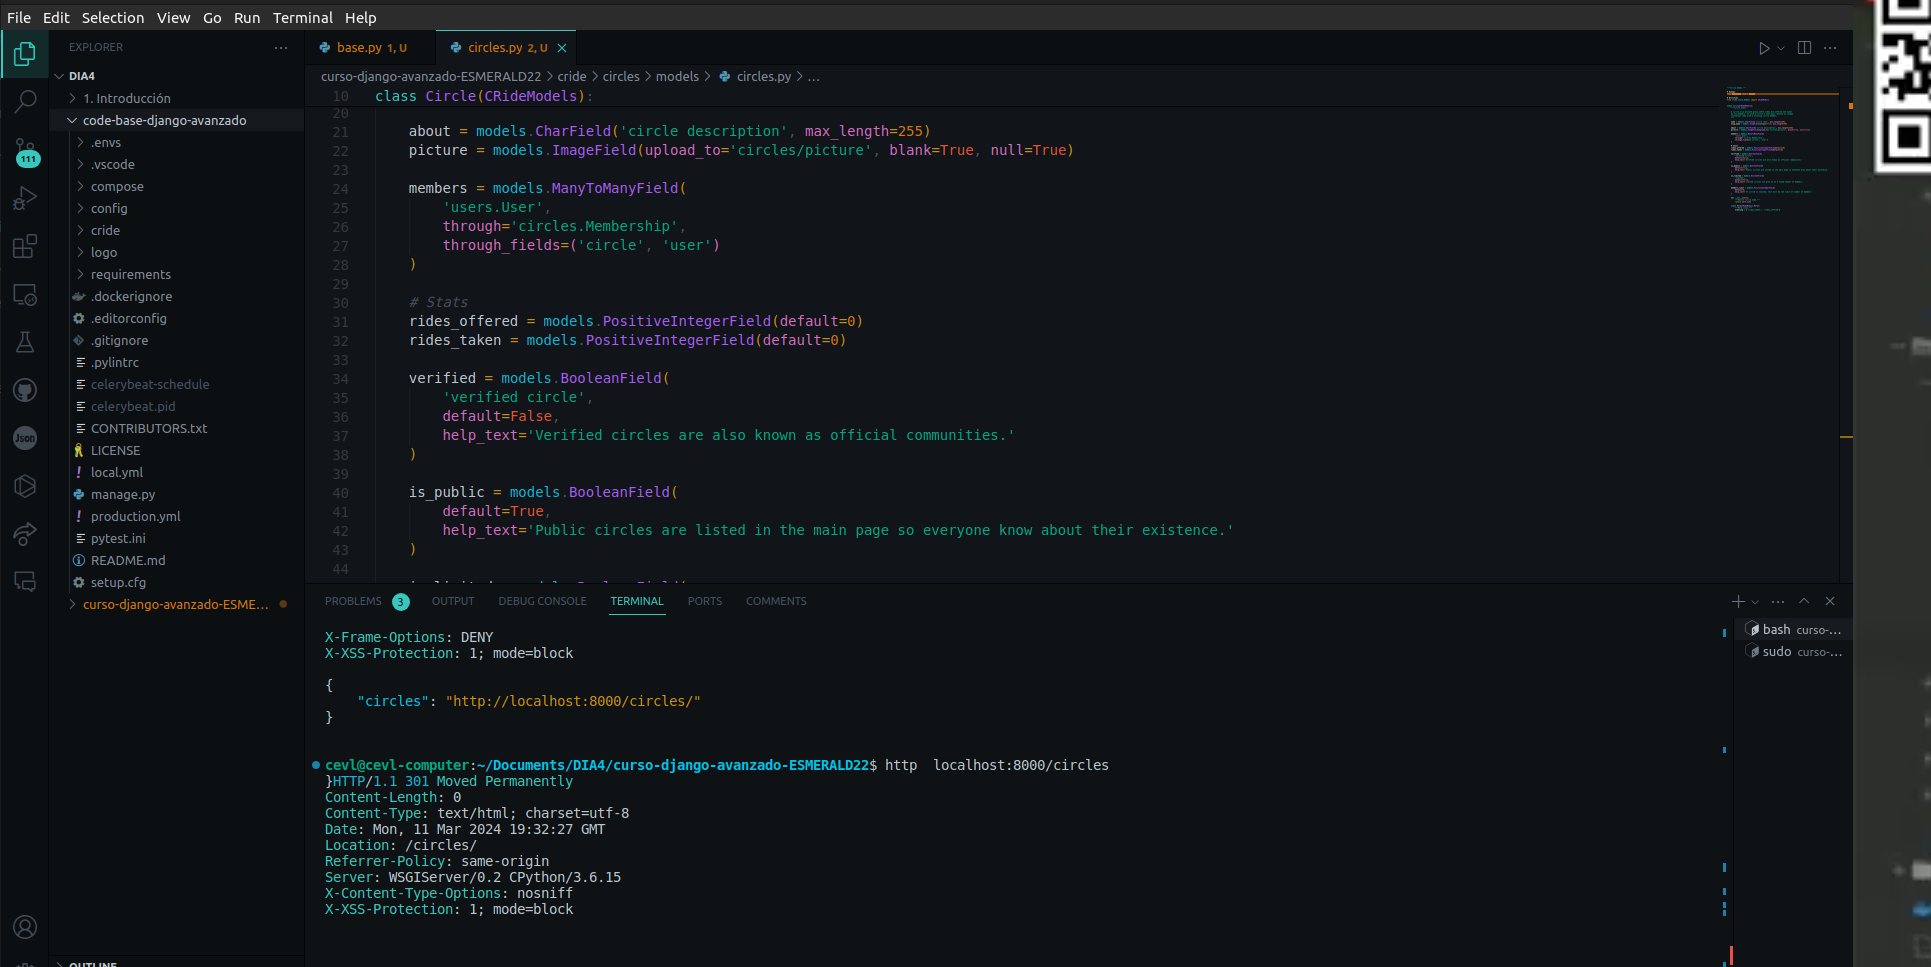 File Edit Selection View Go Run Terminal Help
EXPLORER
DIA4
1. Introducción
code-base-django-avanzado
.envs
.vscode
compose
config
cride
logo
requirements
.dockerignore
.editorconfig
.gitignore
.pylintrc
celerybeat-schedule
celerybeat.pid
CONTRIBUTORS.txt
LICENSE
local.yml
manage.py
production.yml
pytest.ini
README.md
setup.cfg
curso-django-avanzado-ESME...
OUTLINE
111
Json
base.py 1, U
circles.py 2, U
curso-django-avanzado-ESMERALD22 > cride > circles > models > circles.py > ...
10 class Circle(CRideModels):
20
21 about = models.CharField('circle description', max_length=255)
22 picture = models.ImageField(upload_to='circles/picture', blank=True, null=True)
23
24 members = models.ManyToManyField(
25 'users.User',
26 through='circles.Membership',
27 through_fields=('circle', 'user')
28 )
29
30 # Stats
31 rides_offered = models.PositiveIntegerField(default=0)
32 rides_taken = models.PositiveIntegerField(default=0)
33
34 verified = models.BooleanField(
35 'verified circle',
36 default=False,
37 help_text='Verified circles are also known as official communities.'
38 )
39
40 is_public = models.BooleanField(
41 default=True,
42 help_text='Public circles are listed in the main page so everyone know about their existence.'
43 )
44
PROBLEMS 3 OUTPUT DEBUG CONSOLE TERMINAL PORTS COMMENTS
X-Frame-Options: DENY
X-XSS-Protection: 1; mode=block
{
"circles": "http://localhost:8000/circles/"
}
cevl@cevl-computer:~/Documents/DIA4/curso-django-avanzado-ESMERALD22$ http  localhost:8000/circles
}HTTP/1.1 301 Moved Permanently
Content-Length: 0
Content-Type: text/html; charset=utf-8
Date: Mon, 11 Mar 2024 19:32:27 GMT
Location: /circles/
Referrer-Policy: same-origin
Server: WSGIServer/0.2 CPython/3.6.15
X-Content-Type-Options: nosniff
X-XSS-Protection: 1; mode=block
bash curso-...
sudo curso-...